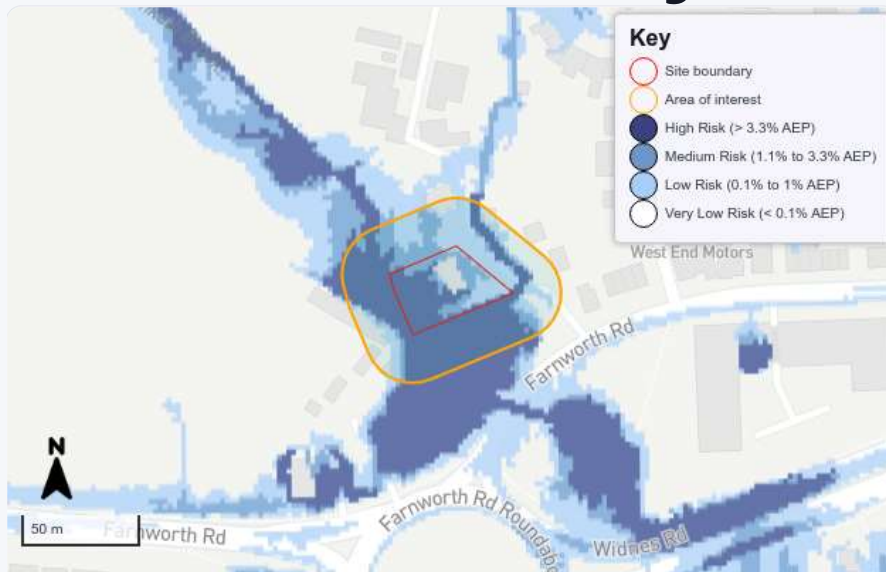 Key
Site boundary
Area of interest
High Risk (> 3.3% AEP)
Medium Risk (1.1% to 3.3% AEP)
Low Risk (0.1% to 1% AEP)
Very Low Risk (< 0.1% AEP)
West End Motors
Farnworth Rd
N
50 m
Farnworth Rd
Farnworth Rd Roundabo
Widnes Rd